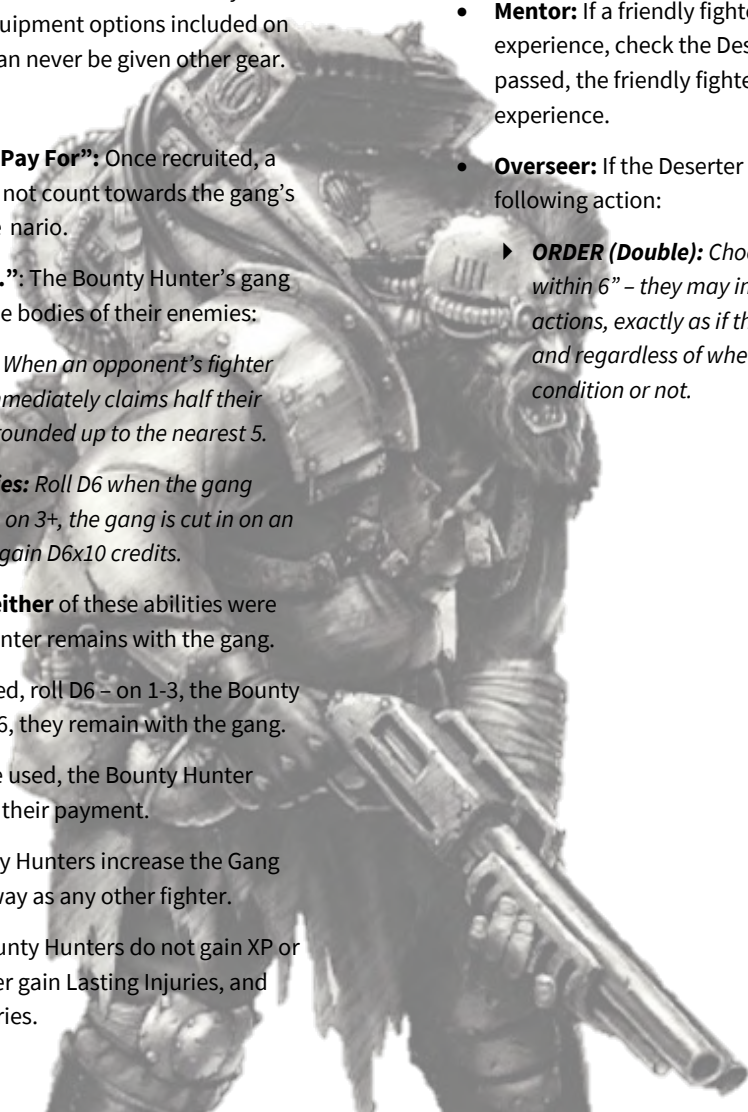 quipment options included on
an never be given other gear.
Pay For”: Once recruited, a
not count towards the gang’s
nario.
.”: The Bounty Hunter’s gang
e bodies of their enemies:
When an opponent’s fighter
mmediately claims half their
ounded up to the nearest 5.
ies: Roll D6 when the gang
on 3+, the gang is cut in on an
gain D6x10 credits.
either of these abilities were
nter remains with the gang.
ed, roll D6 – on 1-3, the Bounty
6, they remain with the gang.
e used, the Bounty Hunter
their payment.
y Hunters increase the Gang
way as any other fighter.
unty Hunters do not gain XP or
er gain Lasting Injuries, and
ries.
• Mentor: If a friendly fighte
experience, check the Des
passed, the friendly fighte
experience.
• Overseer: If the Deserter
following action:
ORDER (Double): Choo
within 6” – they may in
actions, exactly as if th
and regardless of whe
condition or not.